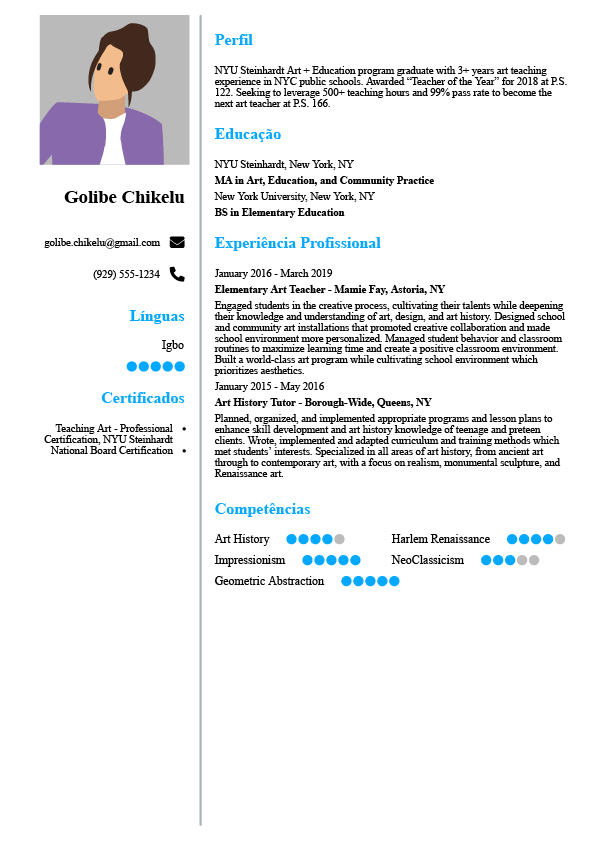 Golibe Chikelu
golibe.chikelu@gmail.com
(929) 555-1234
Línguas
Igbo
Certificados
Teaching Art - Professional •
Certification, NYU Steinhardt
National Board Certification •
Perfil
NYU Steinhardt Art + Education program graduate with 3+ years art teaching
experience in NYC public schools. Awarded “Teacher of the Year” for 2018 at P.S.
122. Seeking to leverage 500+ teaching hours and 99% pass rate to become the
next art teacher at P.S. 166.
Educação
NYU Steinhardt, New York, NY
MA in Art, Education, and Community Practice
New York University, New York, NY
BS in Elementary Education
Experiência Profissional
January 2016 - March 2019
Elementary Art Teacher - Mamie Fay, Astoria, NY
Engaged students in the creative process, cultivating their talents while deepening
their knowledge and understanding of art, design, and art history. Designed school
and community art installations that promoted creative collaboration and made
school environment more personalized. Managed student behavior and classroom
routines to maximize learning time and create a positive classroom environment.
Built a world-class art program while cultivating school environment which
prioritizes aesthetics.
January 2015 - May 2016
Art History Tutor - Borough-Wide, Queens, NY
Planned, organized, and implemented appropriate programs and lesson plans to
enhance skill development and art history knowledge of teenage and preteen
clients. Wrote, implemented and adapted curriculum and training methods which
met students’ interests. Specialized in all areas of art history, from ancient art
through to contemporary art, with a focus on realism, monumental sculpture, and
Renaissance art.
Competências
Art History
Harlem Renaissance
Impressionism
NeoClassicism
Geometric Abstraction